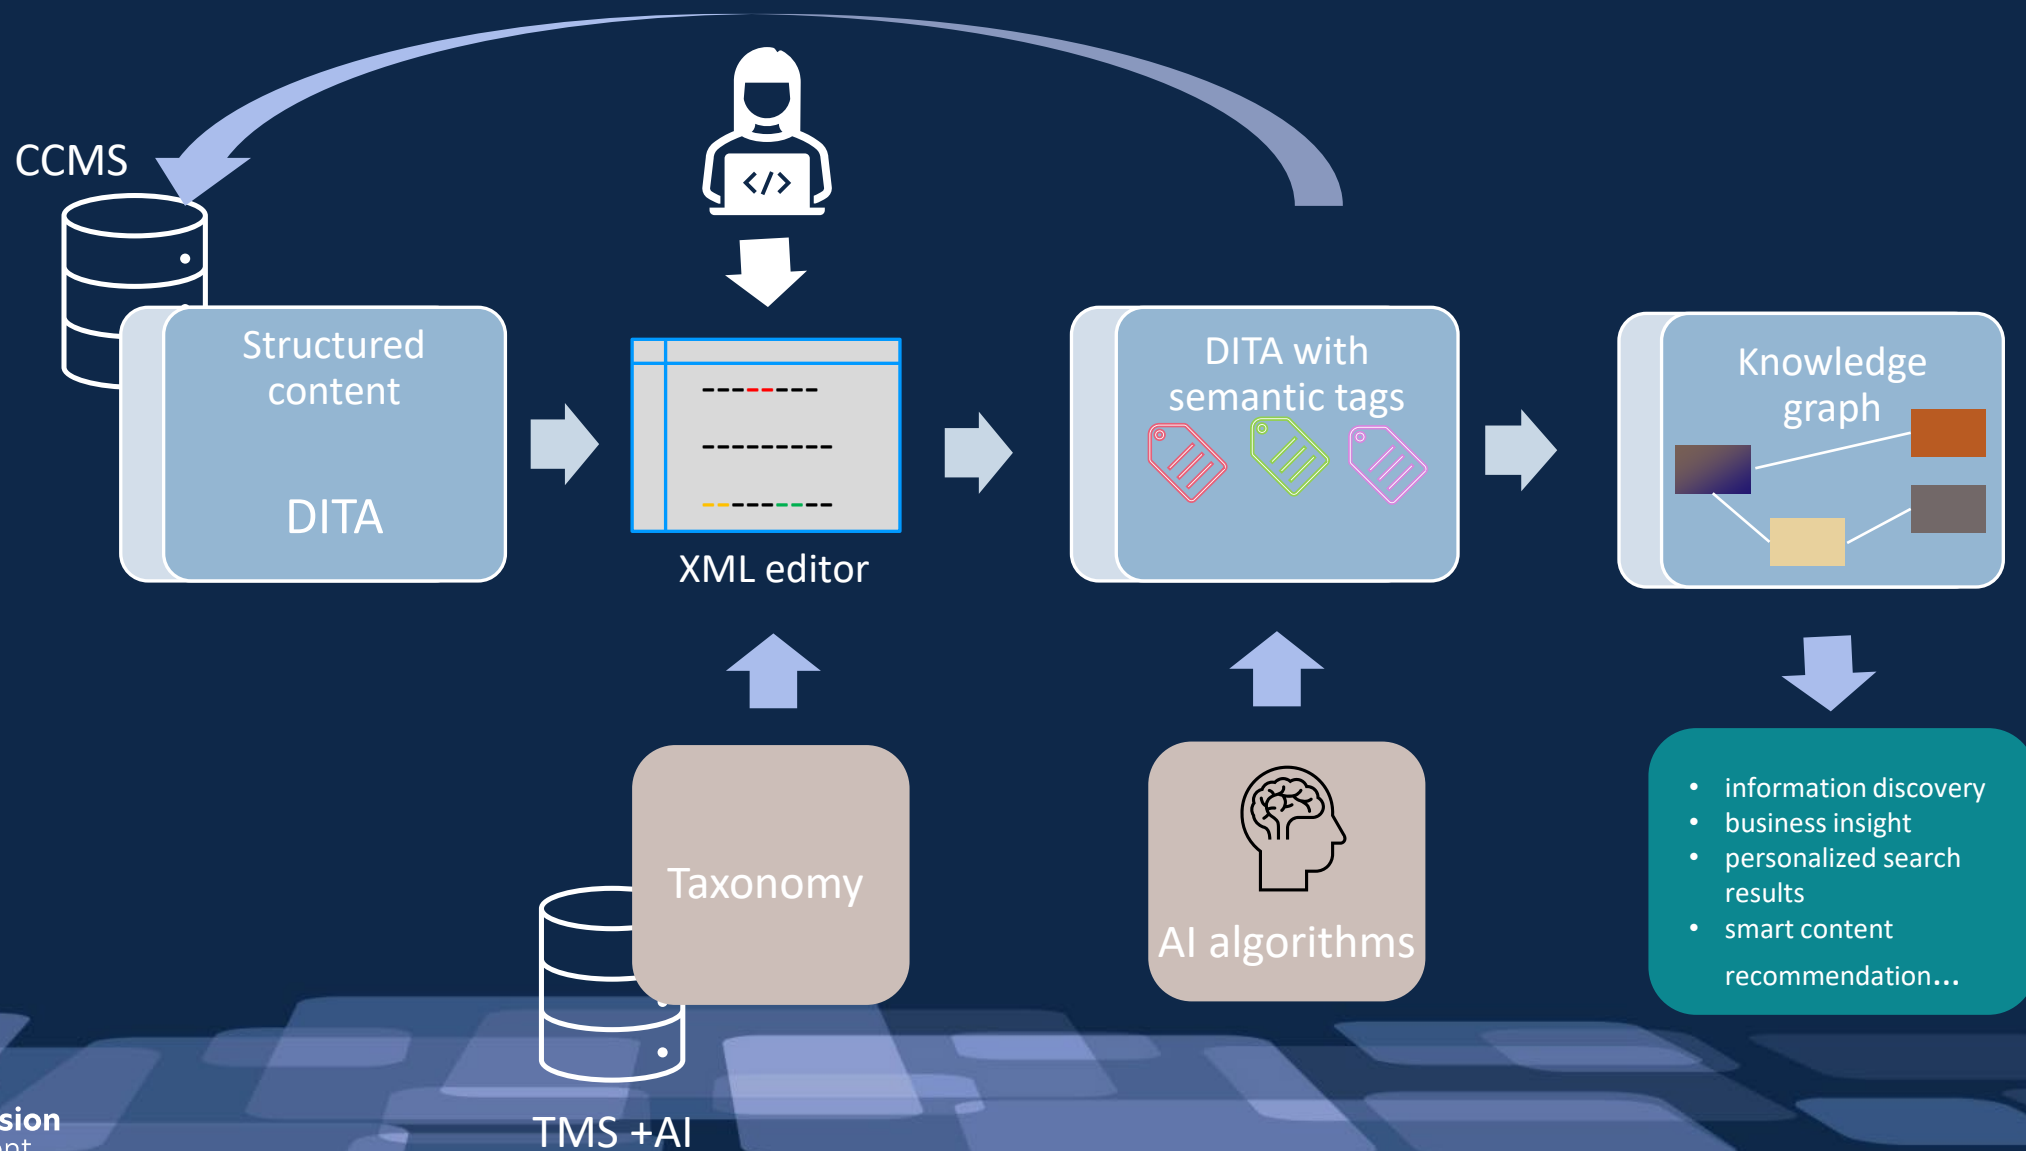 CCMS
Structured
content
DITA
</>
XML editor
DITA with
semantic tags
Knowledge
graph
Taxonomy
TMS +AI
AI algorithms
• information discovery
• business insight
• personalized search
results
• smart content
recommendation...
sion